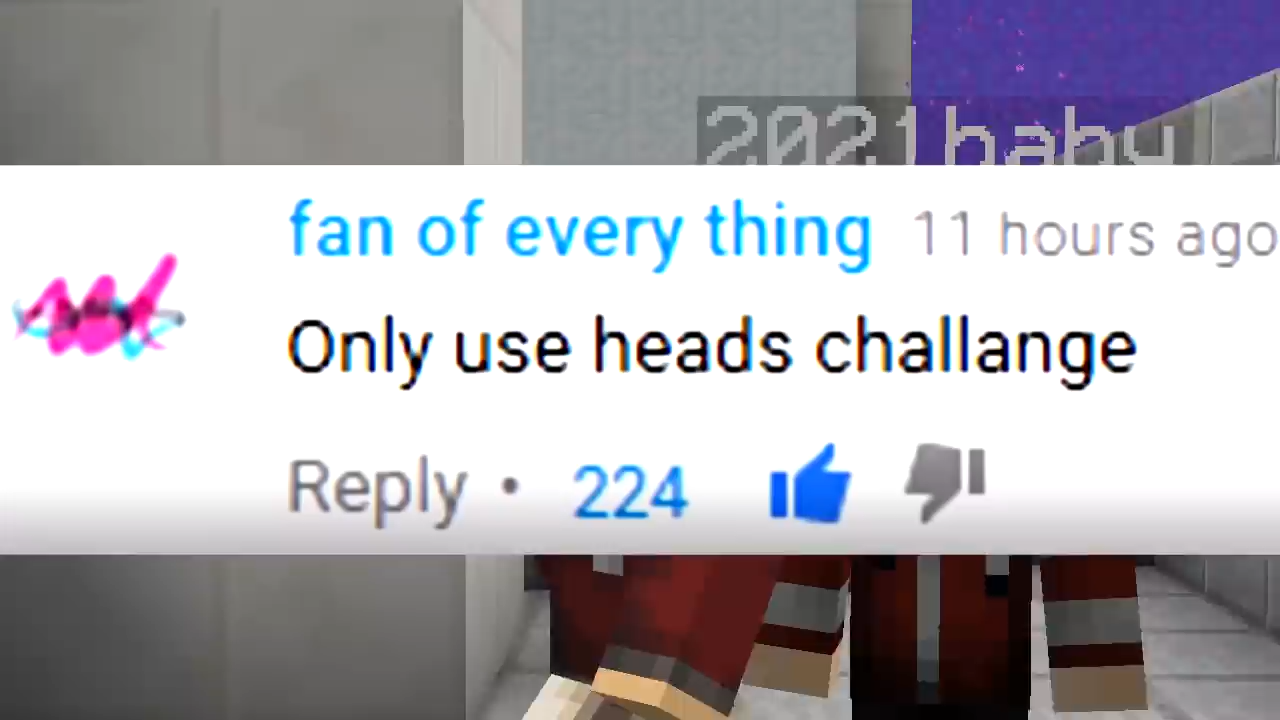 2021baby
fan of every thing 11 hours ago
Only use heads challange
Reply • 224